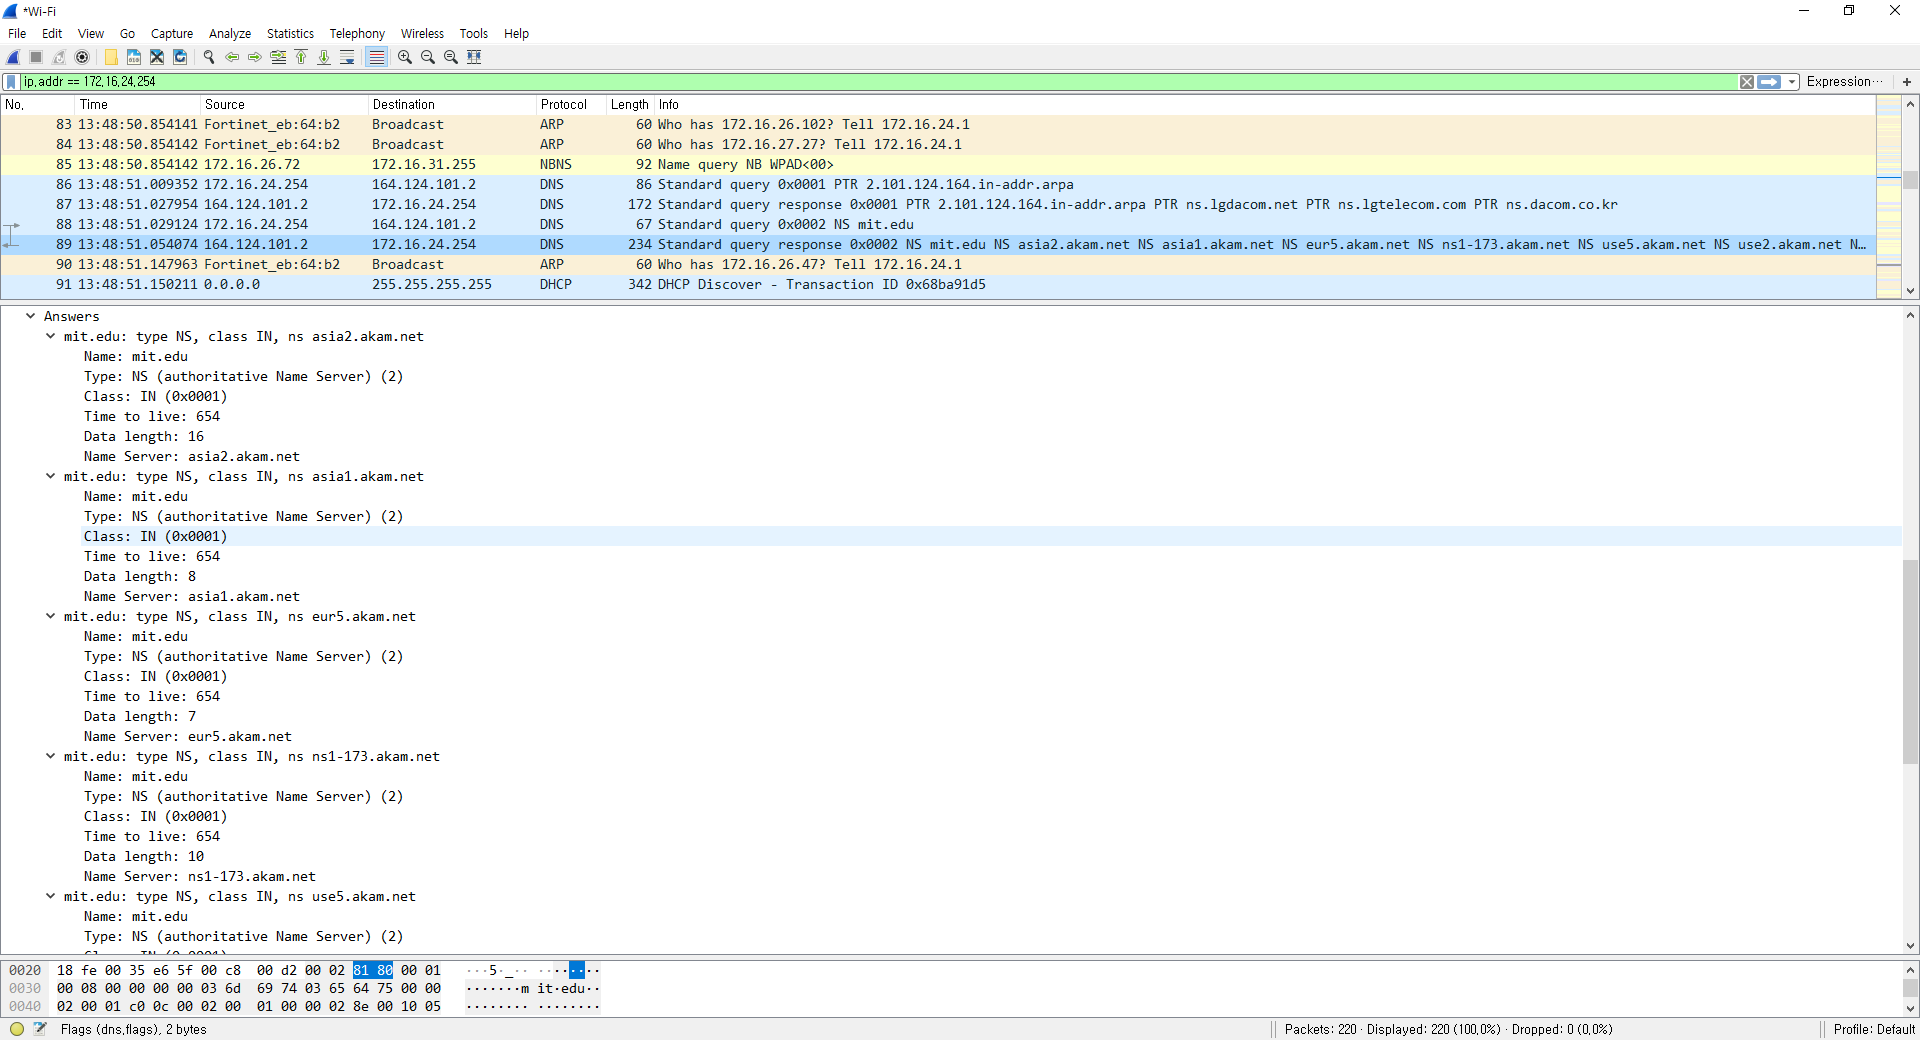 *Wi-Fi
File Edit View Go Capture Analyze Statistics Telephony Wireless Tools Help
ip.addr == 172.16.24.254
Expression···
+
No. Time Source Destination Protocol Length Info
83 13:48:50.854141 Fortinet_eb:64:b2 Broadcast ARP 60 Who has 172.16.26.102? Tell 172.16.24.1
84 13:48:50.854142 Fortinet_eb:64:b2 Broadcast ARP 60 Who has 172.16.27.27? Tell 172.16.24.1
85 13:48:50.854142 172.16.26.72 172.16.31.255 NBNS 92 Name query NB WPAD<00>
86 13:48:51.009352 172.16.24.254 164.124.101.2 DNS 86 Standard query 0x0001 PTR 2.101.124.164.in-addr.arpa
87 13:48:51.027954 164.124.101.2 172.16.24.254 DNS 172 Standard query response 0x0001 PTR 2.101.124.164.in-addr.arpa PTR ns.lgdacom.net PTR ns.lgtelecom.com PTR ns.dacom.co.kr
88 13:48:51.029124 172.16.24.254 164.124.101.2 DNS 67 Standard query 0x0002 NS mit.edu
89 13:48:51.054074 164.124.101.2 172.16.24.254 DNS 234 Standard query response 0x0002 NS mit.edu NS asia2.akam.net NS asia1.akam.net NS eur5.akam.net NS ns1-173.akam.net NS use5.akam.net NS use2.akam.net N…
90 13:48:51.147963 Fortinet_eb:64:b2 Broadcast ARP 60 Who has 172.16.26.47? Tell 172.16.24.1
91 13:48:51.150211 0.0.0.0 255.255.255.255 DHCP 342 DHCP Discover - Transaction ID 0x68ba91d5
Answers
mit.edu: type NS, class IN, ns asia2.akam.net
Name: mit.edu
Type: NS (authoritative Name Server) (2)
Class: IN (0x0001)
Time to live: 654
Data length: 16
Name Server: asia2.akam.net
mit.edu: type NS, class IN, ns asia1.akam.net
Name: mit.edu
Type: NS (authoritative Name Server) (2)
Class: IN (0x0001)
Time to live: 654
Data length: 8
Name Server: asia1.akam.net
mit.edu: type NS, class IN, ns eur5.akam.net
Name: mit.edu
Type: NS (authoritative Name Server) (2)
Class: IN (0x0001)
Time to live: 654
Data length: 7
Name Server: eur5.akam.net
mit.edu: type NS, class IN, ns ns1-173.akam.net
Name: mit.edu
Type: NS (authoritative Name Server) (2)
Class: IN (0x0001)
Time to live: 654
Data length: 10
Name Server: ns1-173.akam.net
mit.edu: type NS, class IN, ns use5.akam.net
Name: mit.edu
Type: NS (authoritative Name Server) (2)
0020 18 fe 00 35 e6 5f 00 c8 00 d2 00 02 81 80 00 01 ···5·_·· ········
0030 00 08 00 00 00 00 03 6d 69 74 03 65 64 75 00 00 ·······m it·edu··
0040 02 00 01 c0 0c 00 02 00 01 00 00 02 8e 00 10 05 ········ ········
Flags (dns.flags), 2 bytes
Packets: 220 · Displayed: 220 (100.0%) · Dropped: 0 (0.0%)
Profile: Default